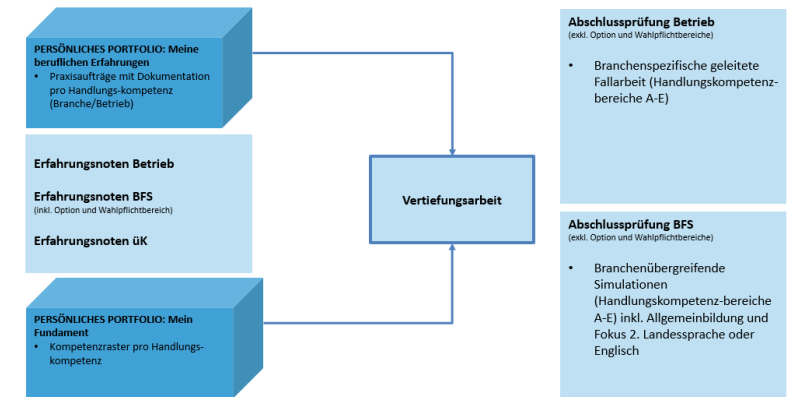 PERSÖNLICHES PORTFOLIO: Meine
beruflichen Erfahrungen
• Praxisaufträge mit Dokumentation
pro Handlungs-kompetenz
(Branche/Betrieb)
Erfahrungsnoten Betrieb
Erfahrungsnoten BFS
(inkl. Option und Wahlpflichtbereich)
Erfahrungsnoten üK
PERSÖNLICHES PORTFOLIO: Mein
Fundament
• Kompetenzraster pro Handlungs-
kompetenz
Vertiefungsarbeit
Abschlussprüfung Betrieb
(exkl. Option und Wahlpflichtbereiche)
• Branchenspezifische geleitete
Fallarbeit (Handlungskompetenz-
bereiche A-E)
Abschlussprüfung BFS
(exkl. Option und Wahlpflichtbereiche)
• Branchenübergreifende
Simulationen
(Handlungskompetenz-bereiche
A-E) inkl. Allgemeinbildung und
Fokus 2. Landessprache oder
Englisch